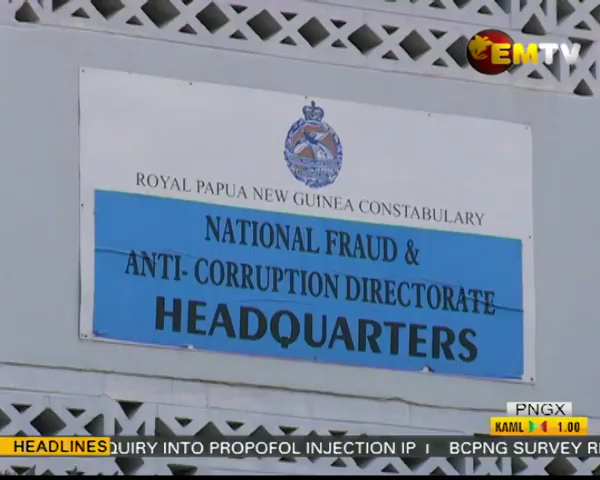 EMTV
ROYAL PAPUA NEW GUINEA CONSTABULARY
NATIONAL FRAUD &
ANTI- CORRUPTION DIRECTORATE
HEADQUARTERS
PNGX
KAML 1.00
HEADLINES QUIRY INTO PROPOFOL INJECTION IP I BCPNG SURVEY R